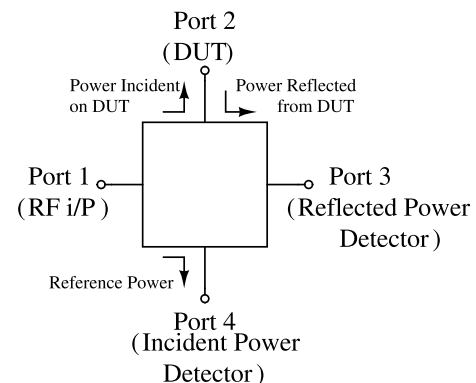 Port 2
(DUT)
Power Incident
on DUT
Power Reflected
from DUT
Port 1
(RF i/P )
Port 3
(Reflected Power
Detector )
Reference Power
Port 4
(Incident Power
Detector )